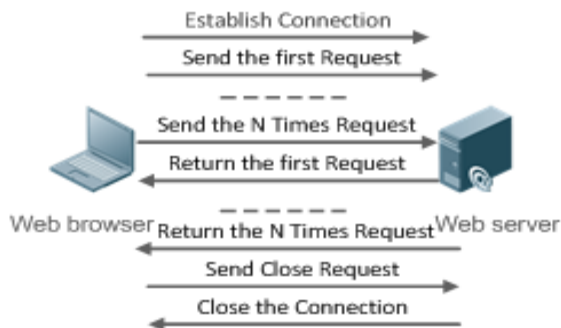 Establish Connection
Send the first Request
Send the N Times Request
Return the first Request
Web browser
Web server
Return the N Times Request
Send Close Request
Close the Connection